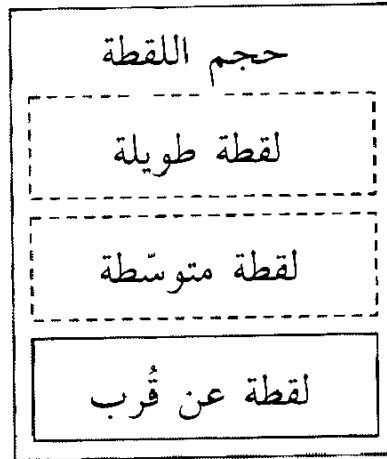 حجم اللقطة
لقطة طويلة
لقطة متوسّطة
لقطة عن قُرب